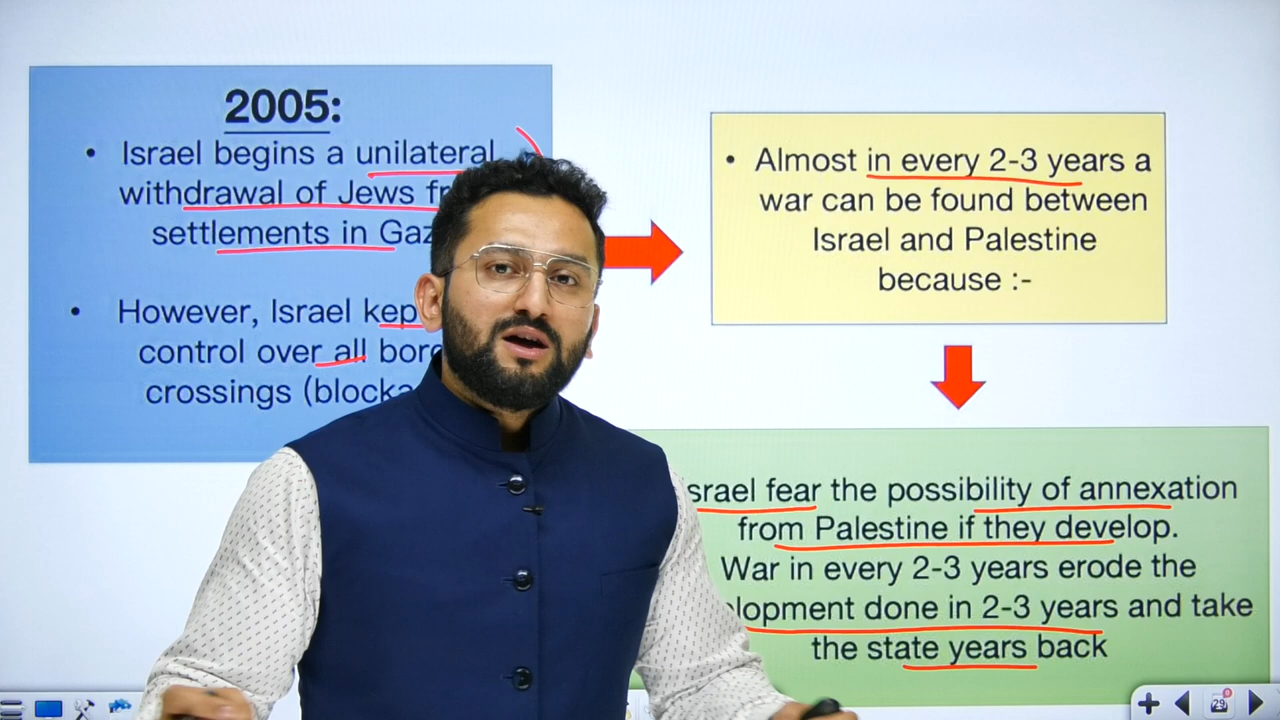 2005:
• Israel begins a unilateral
withdrawal of Jews
settlements in
• However, Israel
control over all
crossings
• Almost in every 2-3 years a
war can be found between
Israel and Palestine
because :-
fear the possibility of annexation
from Palestine if they develop.
War in every 2-3 years erode the
done in 2-3 years and take
the state years back
29